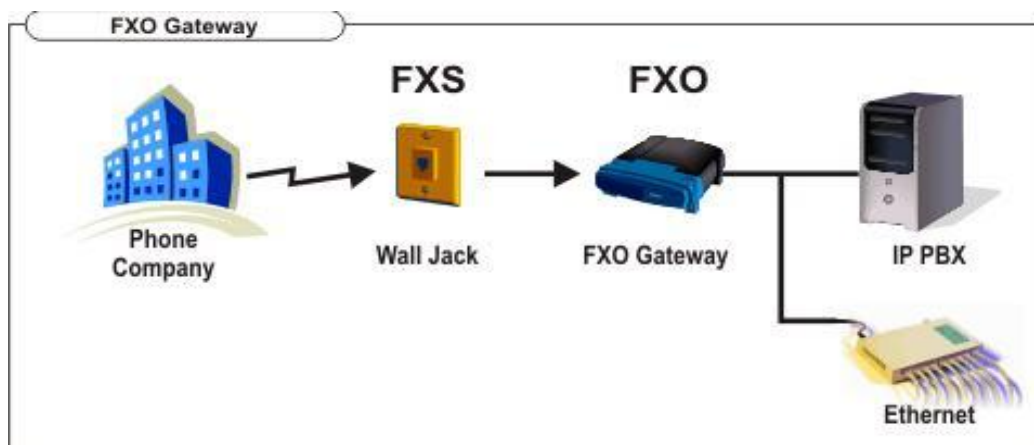 FXO Gateway
FXS
FXO
Phone
Company
Wall Jack
FXO Gateway
IP PBX
Ethernet